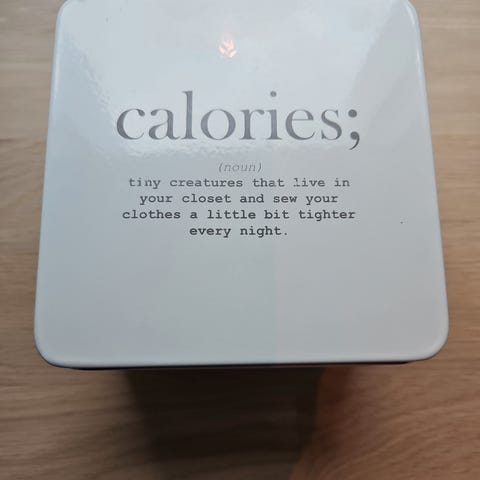 calories;
(noun)
tiny creatures that live in
your closet and sew your
clothes a little bit tighter
every night.